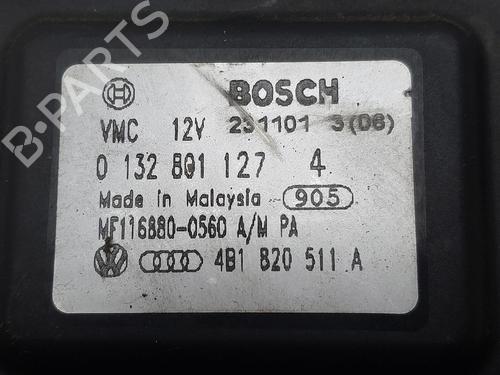 B-PARTS
BOSCH
VMC 12V 231101 3(06)
0 132 801 127 4
Made in Malaysia 905
MF116880-0560 A/M PA
4B1 820 511 A